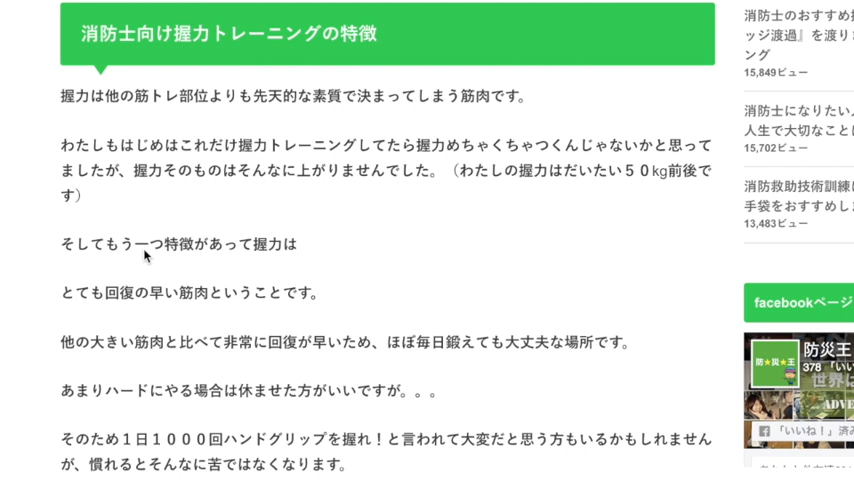 消防士向け握力トレーニングの特徴
握力は他の筋トレ部位よりも先天的な素質で決まってしまう筋肉です。
わたしもはじめはこれだけ握力トレーニングしてたら握力めちゃくちゃつくんじゃないかと思って
ましたが、握力そのものはそんなに上がりませんでした。（わたしの握力はだいたい５０kg前後で
す）
そしてもう一つ特徴があって握力は
とても回復の早い筋肉ということです。
他の大きい筋肉と比べて非常に回復が早いため、ほぼ毎日鍛えても大丈夫な場所です。
あまりハードにやる場合は休ませた方がいいですが。。。
そのため１日１０００回ハンドグリップを握れ！と言われて大変だと思う方もいるかもしれません
が、慣れるとそんなに苦ではなくなります。
消防士のおすすめ
ッジ渡過』を渡り
ング
15,849ビュー
消防士になりたい
人生で大切なこと
15,702ビュー
消防救助技術訓練
手袋をおすすめし
13,483ビュー
facebookページ
防災王
防★災★王
378 「いい
世界
ADVE
「いいね！」済み